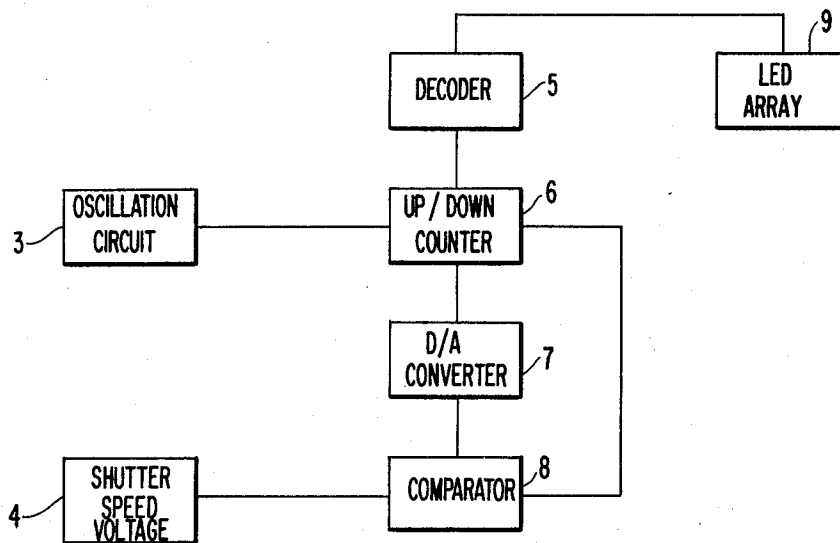 9
LED
ARRAY
DECODER
5
6
UP/DOWN
COUNTER
OSCILLATION
CIRCUIT
3
D/A
CONVERTER
7
8
COMPARATOR
SHUTTER
SPEED
VOLTAGE
4